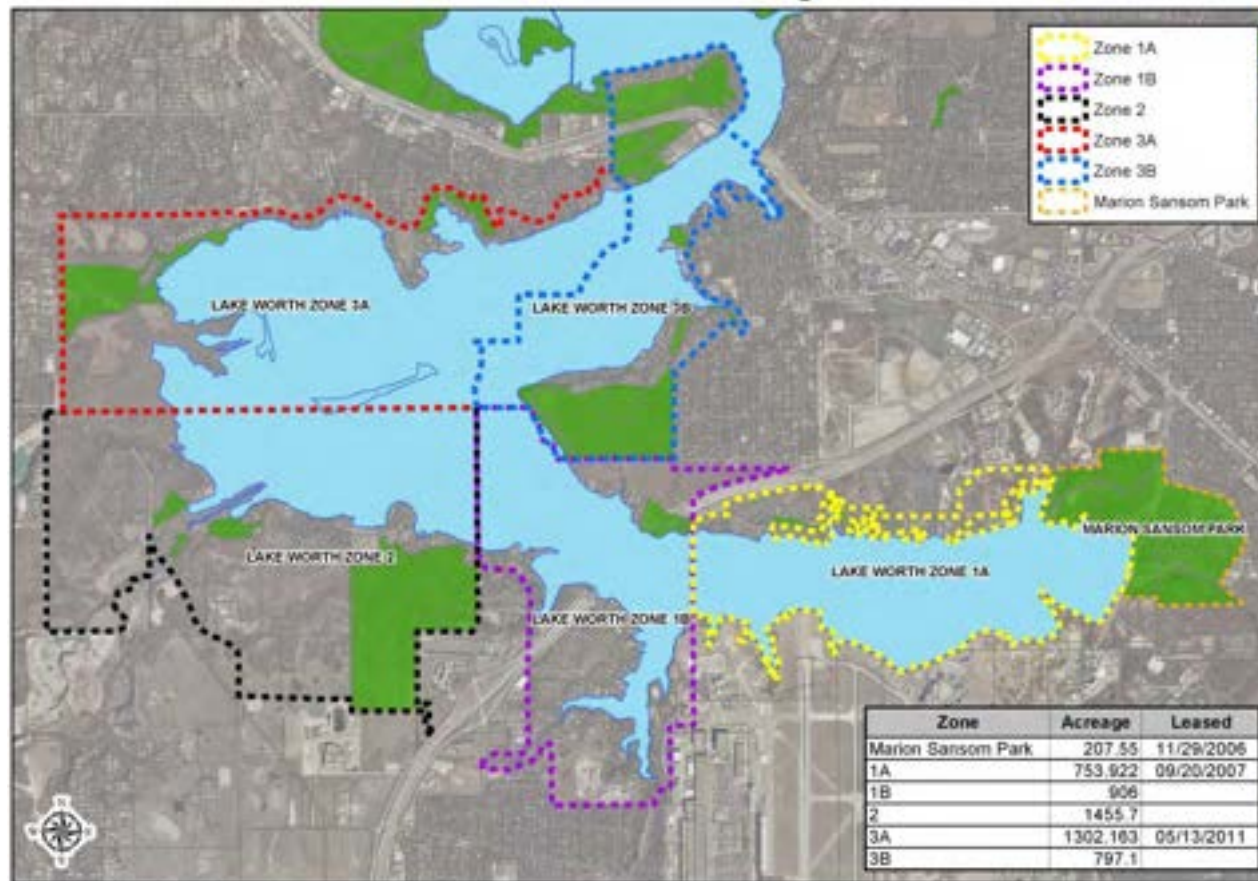 Zone 1A
Zone 1B
Zone 2
Zone 3A
Zone 3B
Marion Sansom Park
LAKE WORTH ZONE 3A
LAKE WORTH ZONE 3B
MARION SANSOM PARK
LAKE WORTH ZONE 2
LAKE WORTH ZONE 1A
LAKE WORTH ZONE 1B
Zone Acreage Leased
Marion Sansom Park 207.55 11/29/2006
1A 753.922 09/20/2007
1B 906
2 1455.7
3A 1302.163 05/13/2011
3B 797.1
N
W E
S